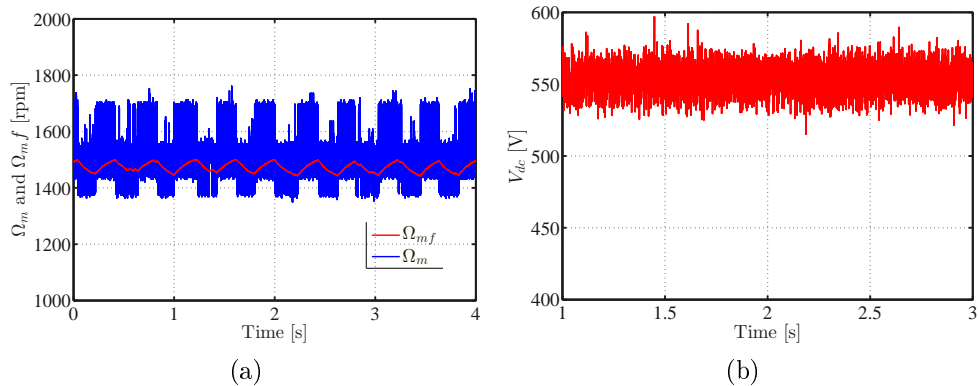 2000
1800
1600
1400
1200
1000
Ω_m and Ω_mf [rpm]
Ω_mf
Ω_m
0
1
2
3
4
Time [s]
(a)
600
550
500
450
400
V_dc [V]
1
1.5
2
2.5
3
Time [s]
(b)